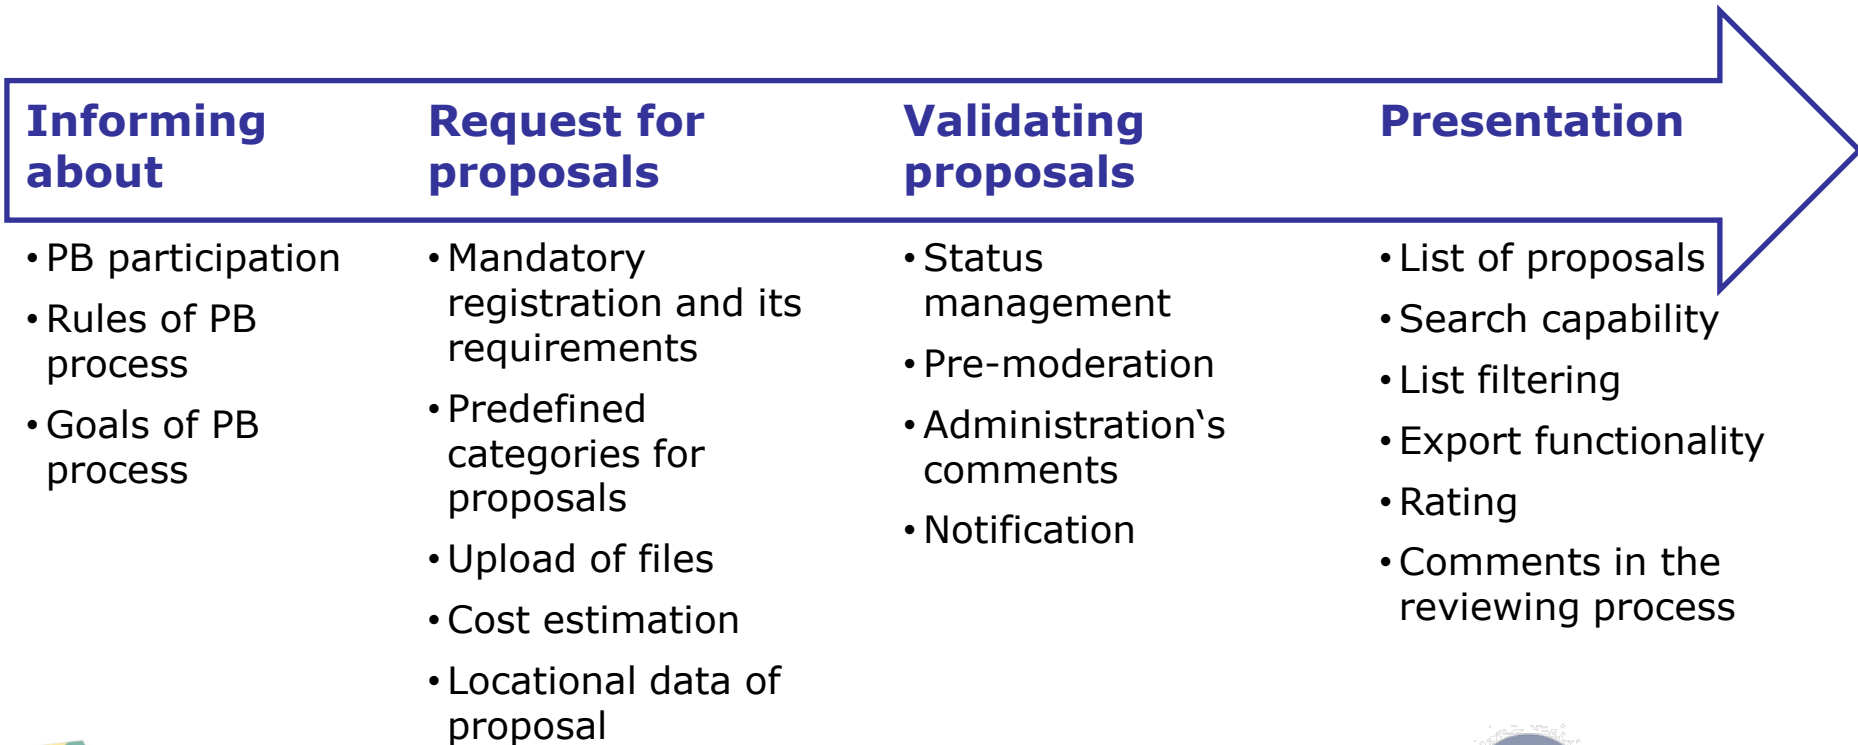 Informing
about
Request for
proposals
Validating
proposals
Presentation
• PB participation
• Rules of PB
process
• Goals of PB
process
• Mandatory
registration and its
requirements
• Predefined
categories for
proposals
• Upload of files
• Cost estimation
• Locational data of
proposal
• Status
management
• Pre-moderation
• Administration‘s
comments
• Notification
• List of proposals
• Search capability
• List filtering
• Export functionality
• Rating
• Comments in the
reviewing process